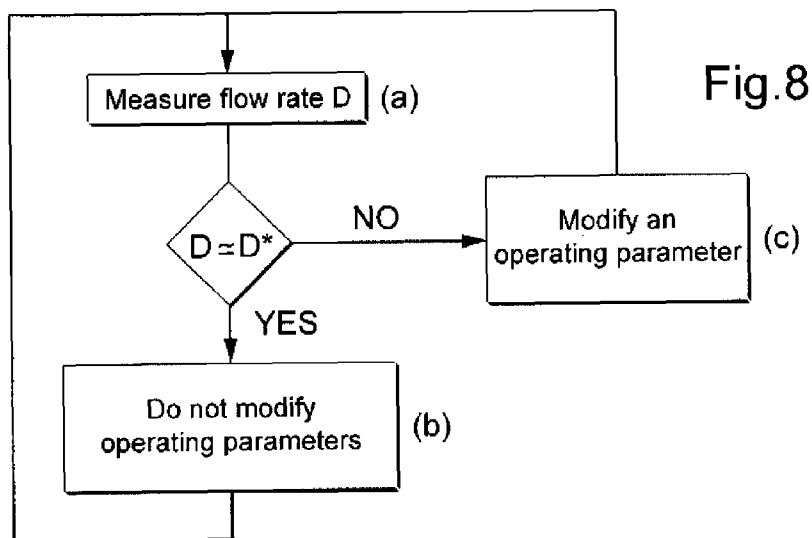 Fig.8
Measure flow rate D (a)
D ≃ D*
NO
Modify an
operating parameter
(c)
YES
Do not modify
operating parameters
(b)